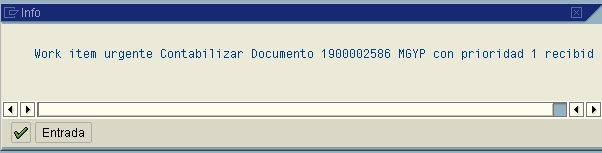 Info
Work item urgente Contabilizar Documento 1900002586 MGYP con prioridad 1 recibid
Entrada